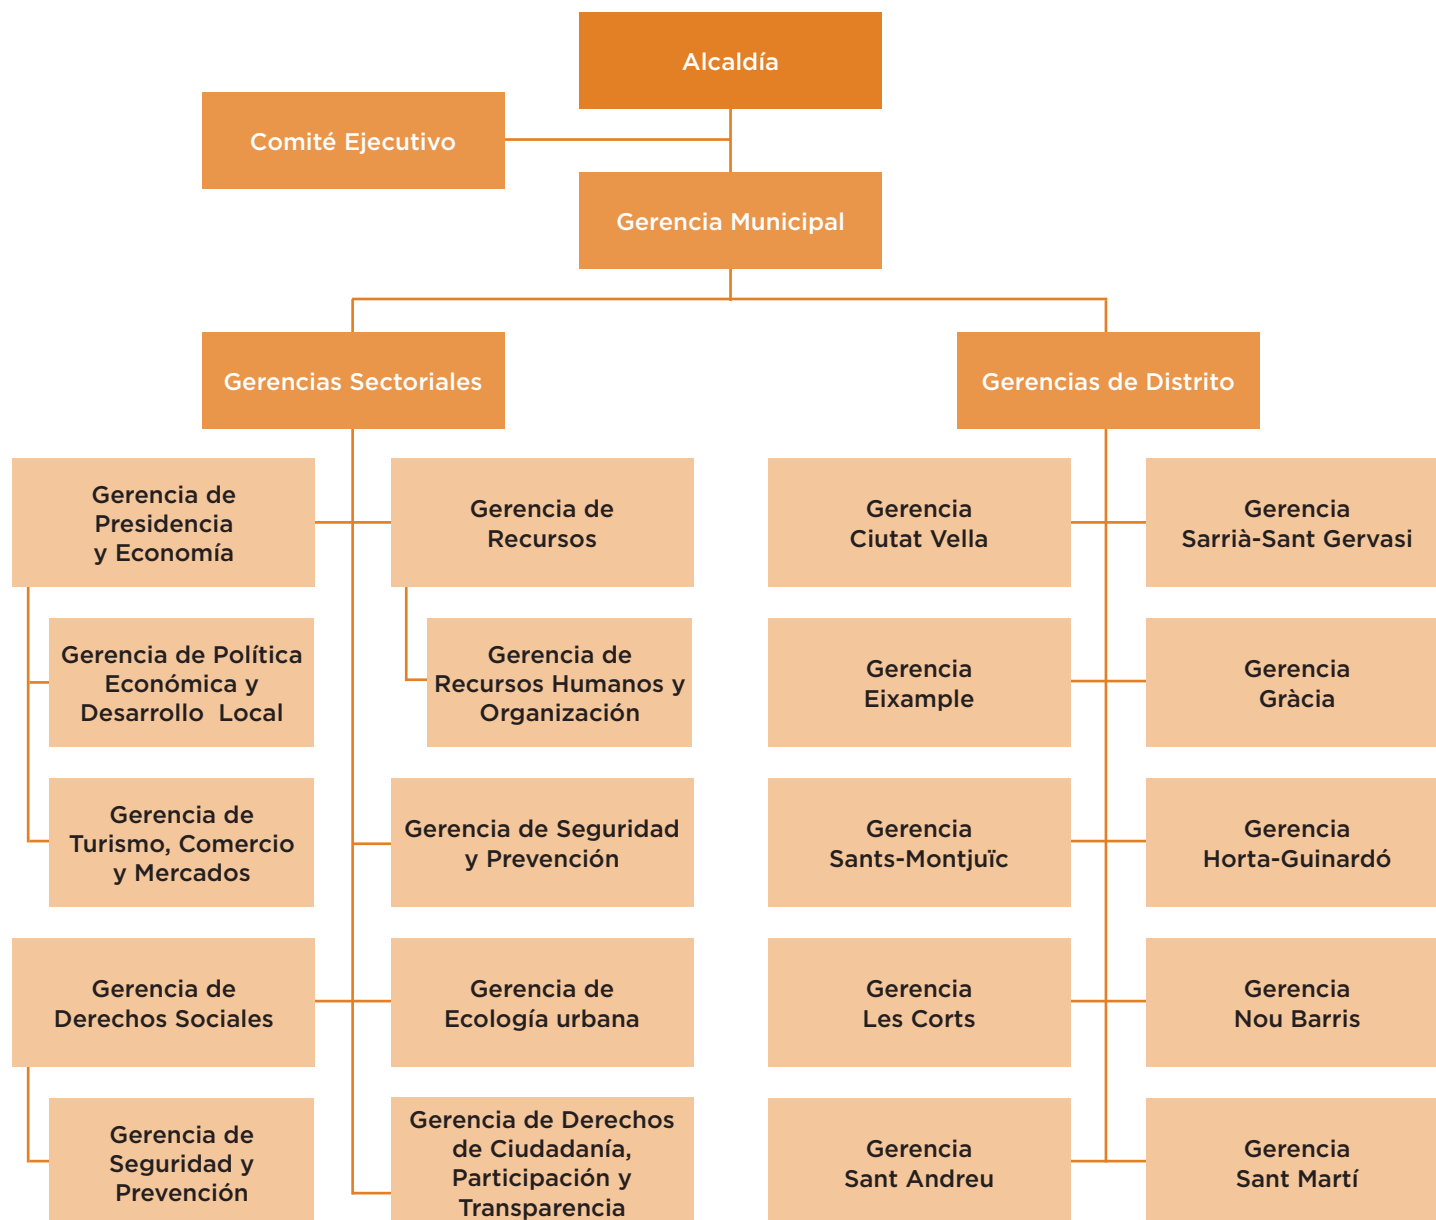 Alcaldía
Comité Ejecutivo
Gerencia Municipal
Gerencias Sectoriales
Gerencias de Distrito
Gerencia de
Presidencia
y Economía
Gerencia de
Recursos
Gerencia de Política
Económica y
Desarrollo Local
Gerencia de
Recursos Humanos y
Organización
Gerencia de
Turismo, Comercio
y Mercados
Gerencia de Seguridad
y Prevención
Gerencia de
Derechos Sociales
Gerencia de
Ecología urbana
Gerencia de
Seguridad y
Prevención
Gerencia de Derechos
de Ciudadanía,
Participación y
Transparencia
Gerencia
Ciutat Vella
Gerencia
Sarrià-Sant Gervasi
Gerencia
Eixample
Gerencia
Gràcia
Gerencia
Sants-Montjuïc
Gerencia
Horta-Guinardó
Gerencia
Les Corts
Gerencia
Nou Barris
Gerencia
Sant Andreu
Gerencia
Sant Martí